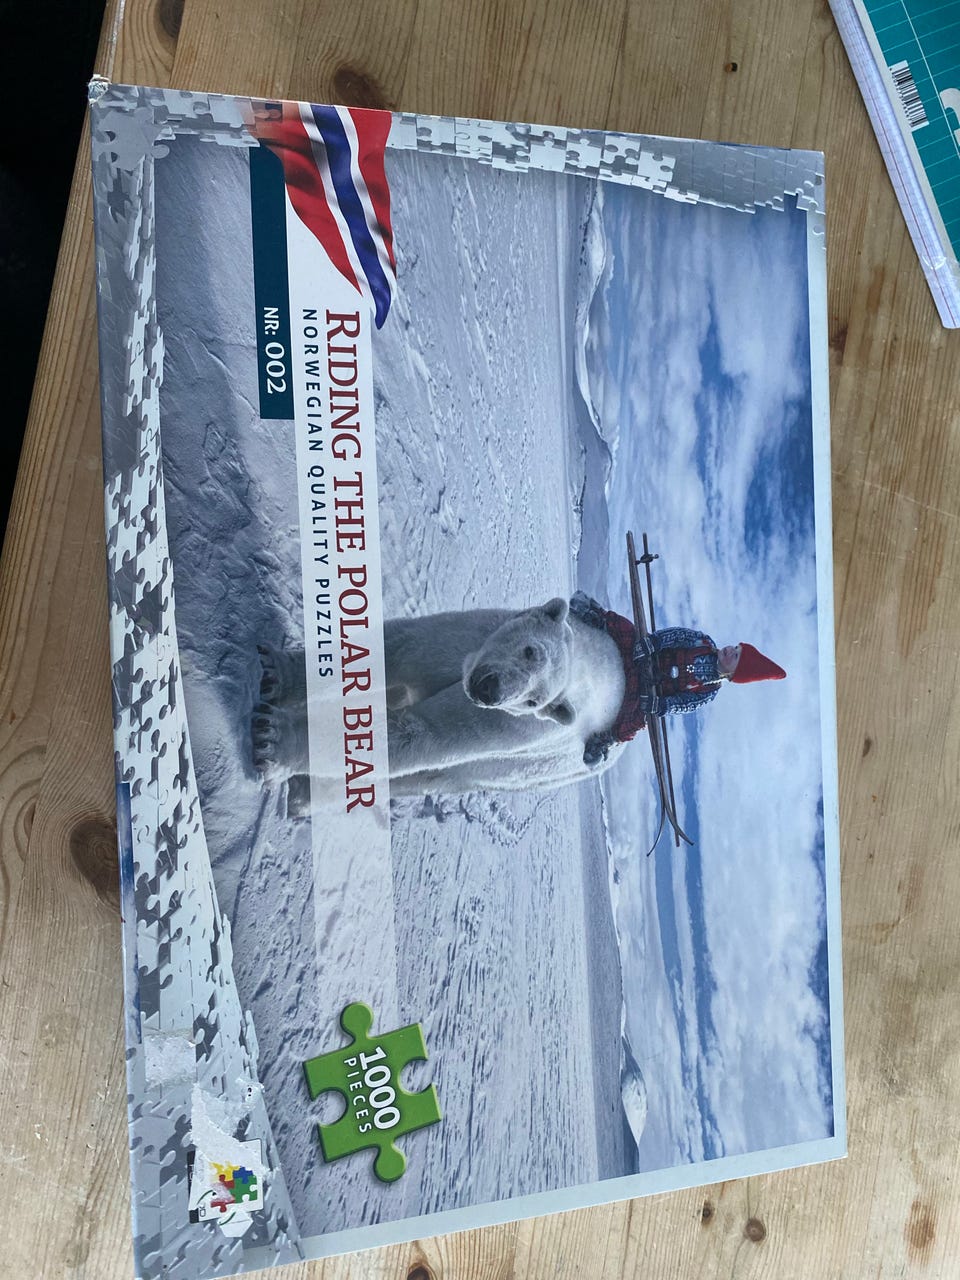 NR: 002
RIDING THE POLAR BEAR
NORWEGIAN QUALITY PUZZLES
1000
PIECES